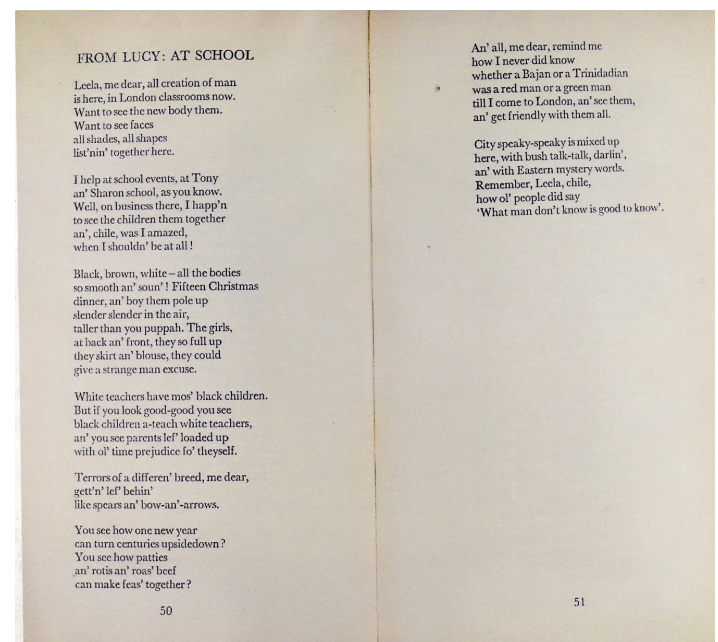 FROM LUCY: AT SCHOOL
Leela, me dear, all creation of man
is here, in London classrooms now.
Want to see the new body them.
Want to see faces
all shades, all shapes
list'nin' together here.
I help at school events, at Tony
an' Sharon school, as you know.
Well, on business there, I happ'n
to see the children them together
an', chile, was I amazed,
when I shouldn' be at all!
Black, brown, white – all the bodies
so smooth an' soun'! Fifteen Christmas
dinner, an' boy them pole up
slender slender in the air,
taller than you puppah. The girls,
at back an' front, they so full up
they skirt an' blouse, they could
give a strange man excuse.
White teachers have mos' black children.
But if you look good-good you see
black children a-teach white teachers,
an' you see parents lef' loaded up
with ol' time prejudice fo' theyself.
Terrors of a differen' breed, me dear,
gett'n' lef' behin'
like spears an' bow-an'-arrows.
You see how one new year
can turn centuries upsidedown?
You see how patties
an' rotis an' roas' beef
can make feas' together?
50
An' all, me dear, remind me
how I never did know
whether a Bajan or a Trinidadian
was a red man or a green man
till I come to London, an' see them,
an' get friendly with them all.
City speaky-speaky is mixed up
here, with bush talk-talk, darlin',
an' with Eastern mystery words.
Remember, Leela, chile,
how ol' people did say
'What man don't know is good to know'.
51